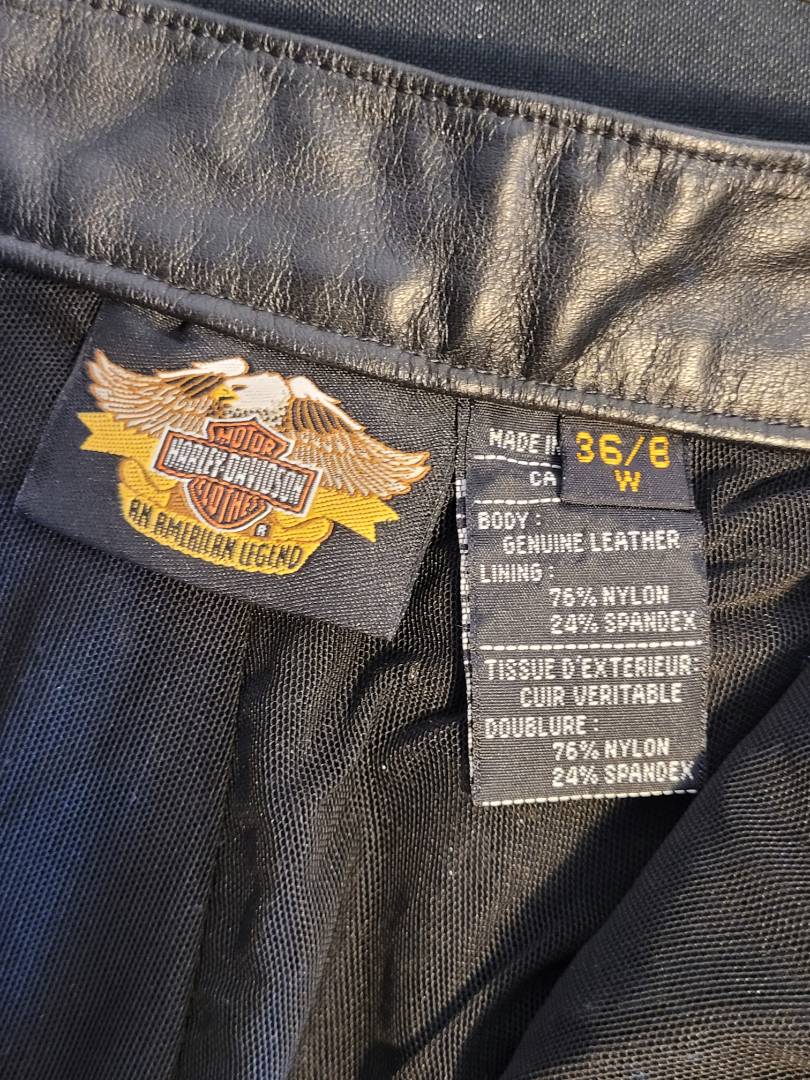 MOTOR
HARLEY-DAVIDSON
CLOTHES
®
AN AMERICAN LEGEND
36/8
W
MADE IN
CA
BODY :
GENUINE LEATHER
LINING :
76% NYLON
24% SPANDEX
TISSUE D'EXTERIEUR:
CUIR VERITABLE
DOUBLURE :
76% NYLON
24% SPANDEX